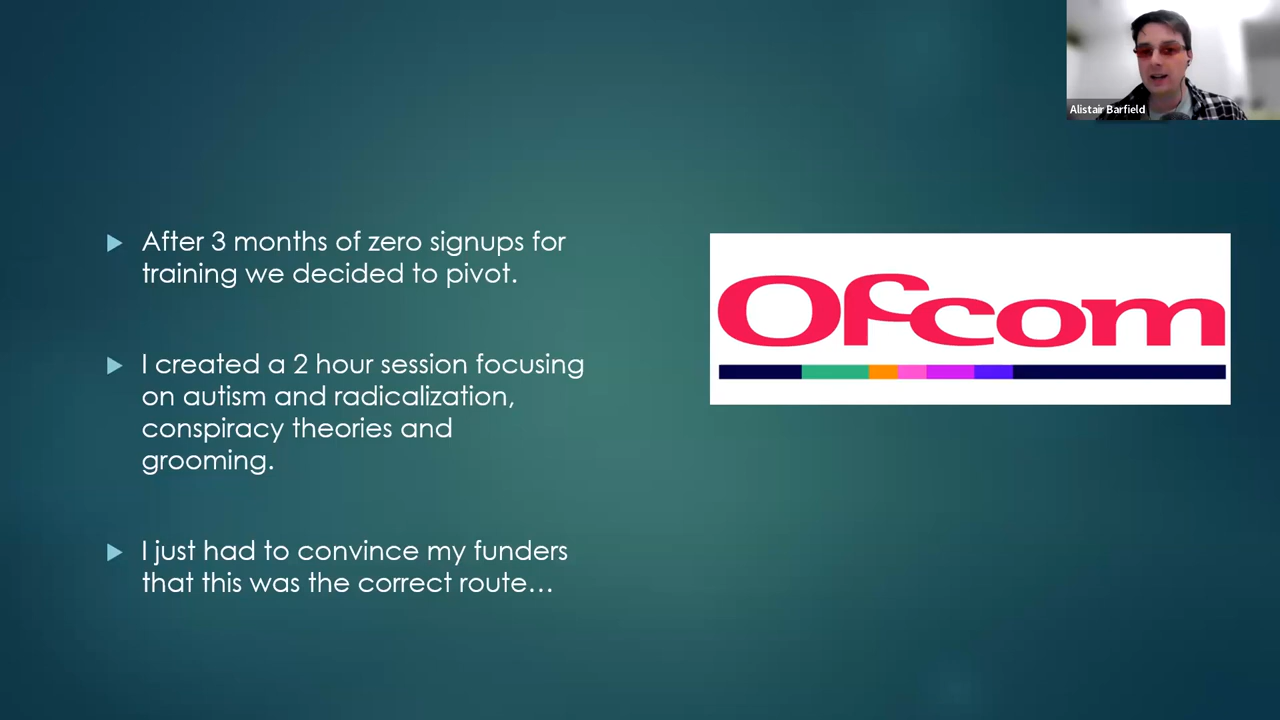 Alistair Barfield
After 3 months of zero signups for
training we decided to pivot.
I created a 2 hour session focusing
on autism and radicalization,
conspiracy theories and
grooming.
I just had to convince my funders
that this was the correct route...
Ofcom